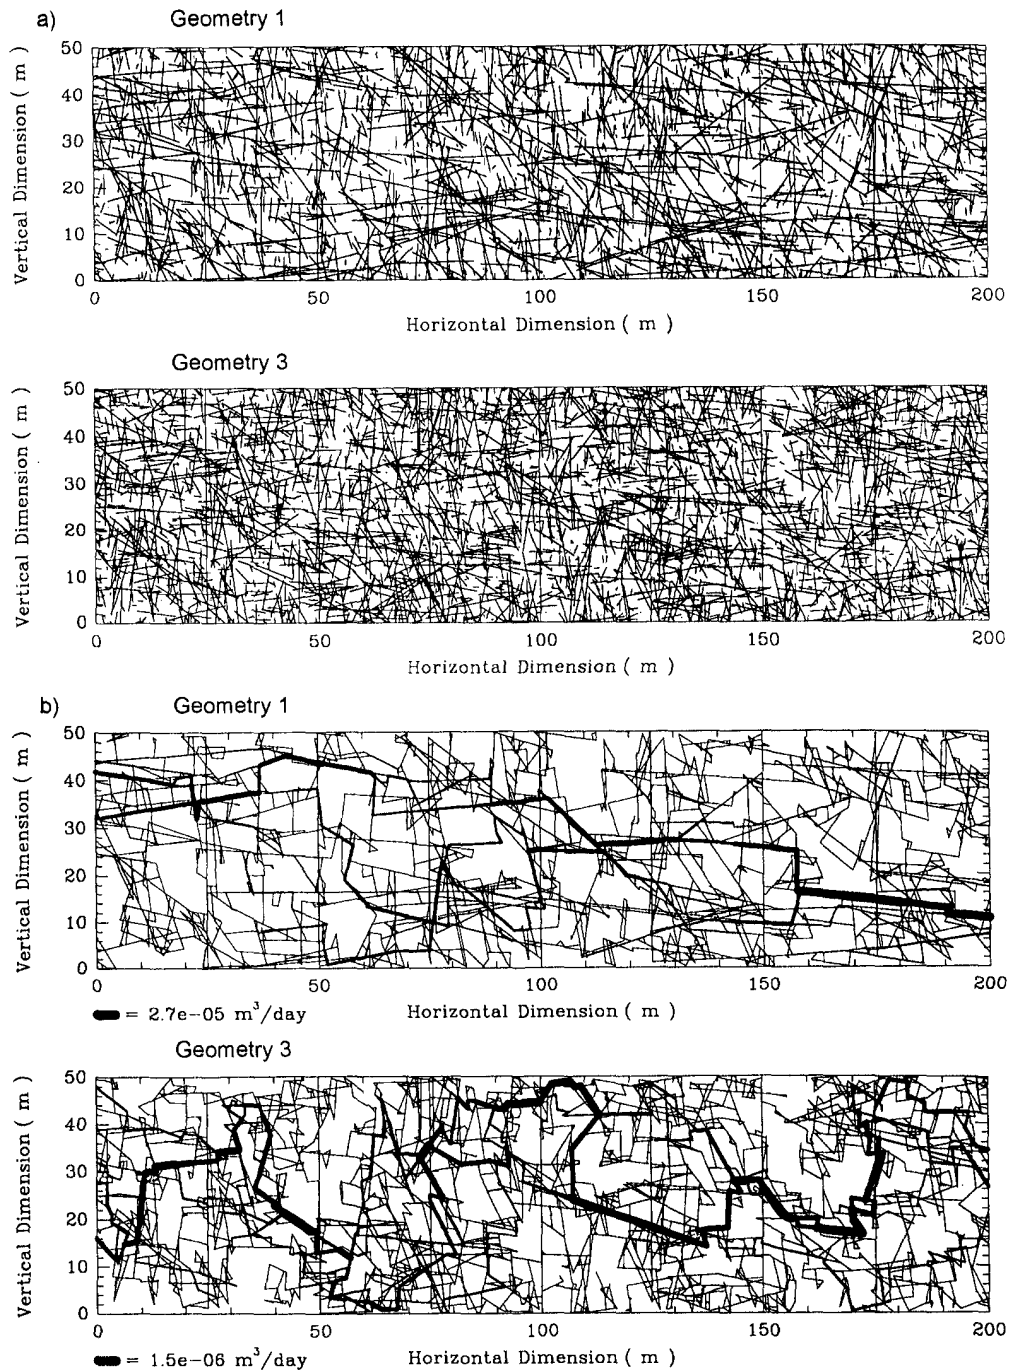 a) Geometry 1
Vertical Dimension ( m )
50
40
30
20
10
0
0 50 100 150 200
Horizontal Dimension ( m )
Geometry 3
Vertical Dimension ( m )
50
40
30
20
10
0
0 50 100 150 200
Horizontal Dimension ( m )
b) Geometry 1
Vertical Dimension ( m )
50
40
30
20
10
0
0 50 100 150 200
= 2.7e-05 m³/day Horizontal Dimension ( m )
Geometry 3
Vertical Dimension ( m )
50
40
30
20
10
0
0 50 100 150 200
= 1.5e-06 m³/day Horizontal Dimension ( m )